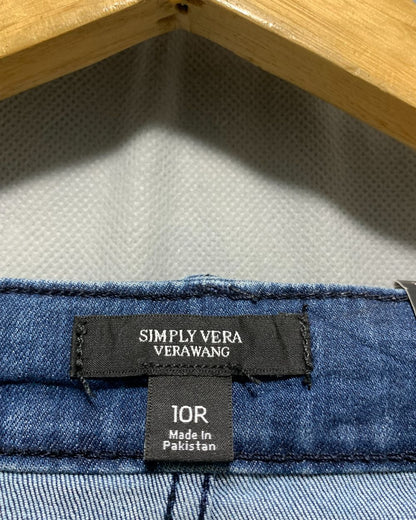 SIMPLY VERA
VERAWANG
10R
Made In
Pakistan